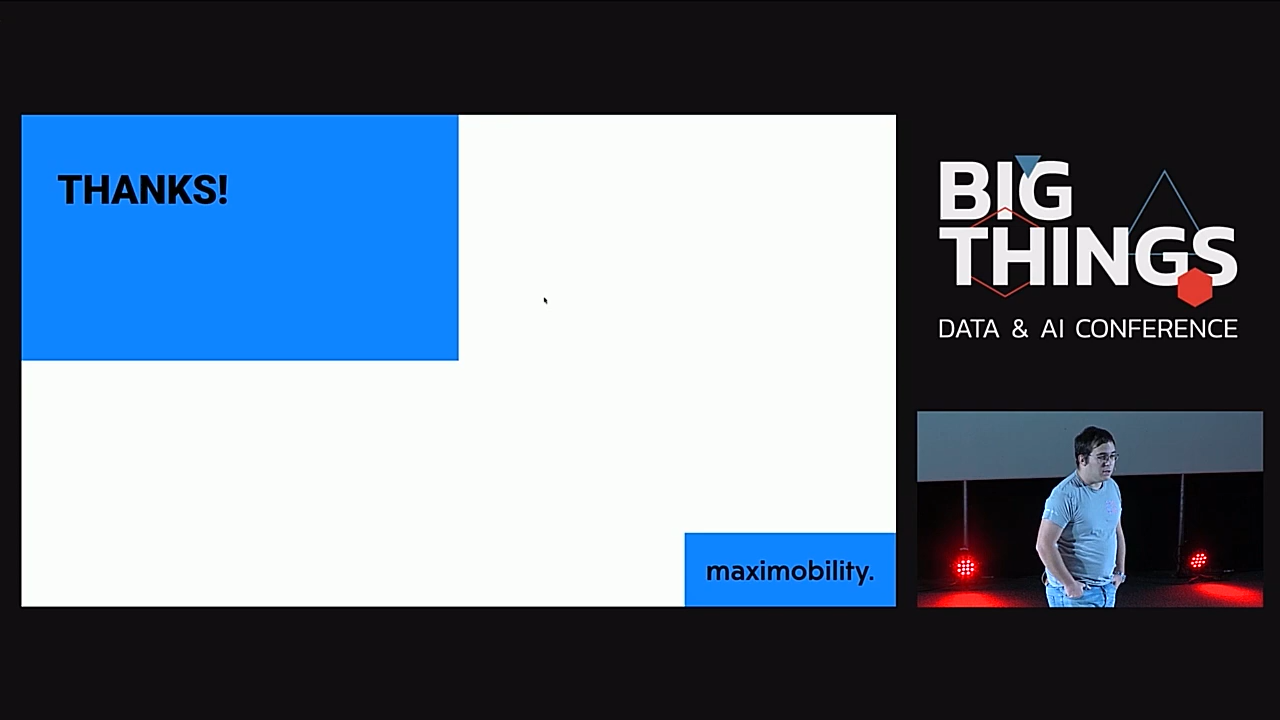 THANKS!
maximobility.
BIG
THINGS
DATA & AI CONFERENCE